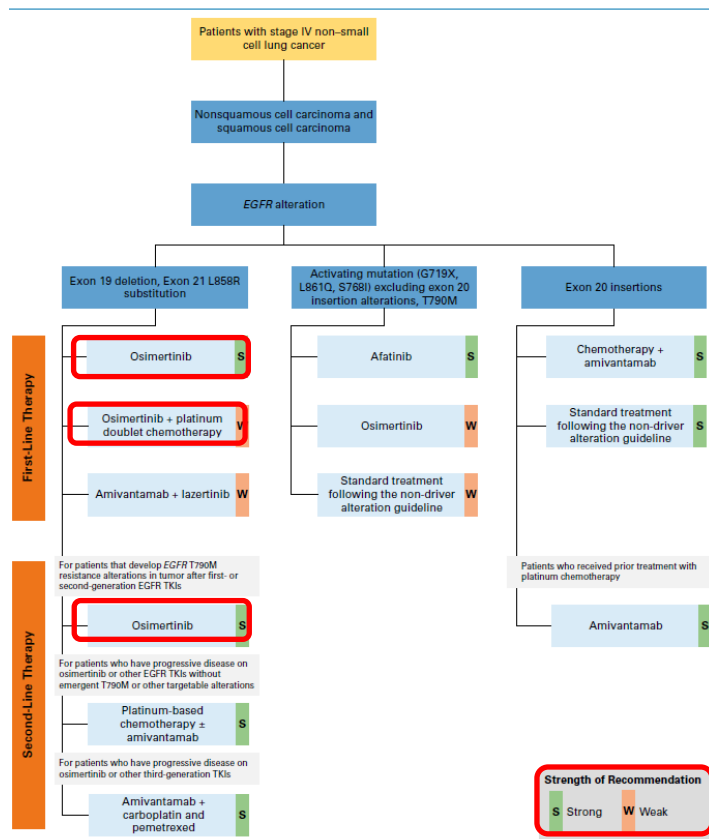 Patients with stage IV non–small
cell lung cancer
Nonsquamous cell carcinoma and
squamous cell carcinoma
EGFR alteration
Exon 19 deletion, Exon 21 L858R
substitution
Activating mutation (G719X,
L861Q, S768I) excluding exon 20
insertion alterations, T790M
Exon 20 insertions
First-Line Therapy
Osimertinib S
Osimertinib + platinum
doublet chemotherapy W
Amivantamab + lazertinib W
Afatinib S
Osimertinib W
Standard treatment
following the non-driver
alteration guideline W
Chemotherapy +
amivantamab S
Standard treatment
following the non-driver
alteration guideline S
Second-Line Therapy
For patients that develop EGFR T790M
resistance alterations in tumor after first- or
second-generation EGFR TKIs
Osimertinib S
For patients who have progressive disease on
osimertinib or other EGFR TKIs without
emergent T790M or other targetable alterations
Platinum-based
chemotherapy ±
amivantamab S
For patients who have progressive disease on
osimertinib or other third-generation TKIs
Amivantamab +
carboplatin and
pemetrexed S
Patients who received prior treatment with
platinum chemotherapy
Amivantamab S
Strength of Recommendation
S Strong W Weak